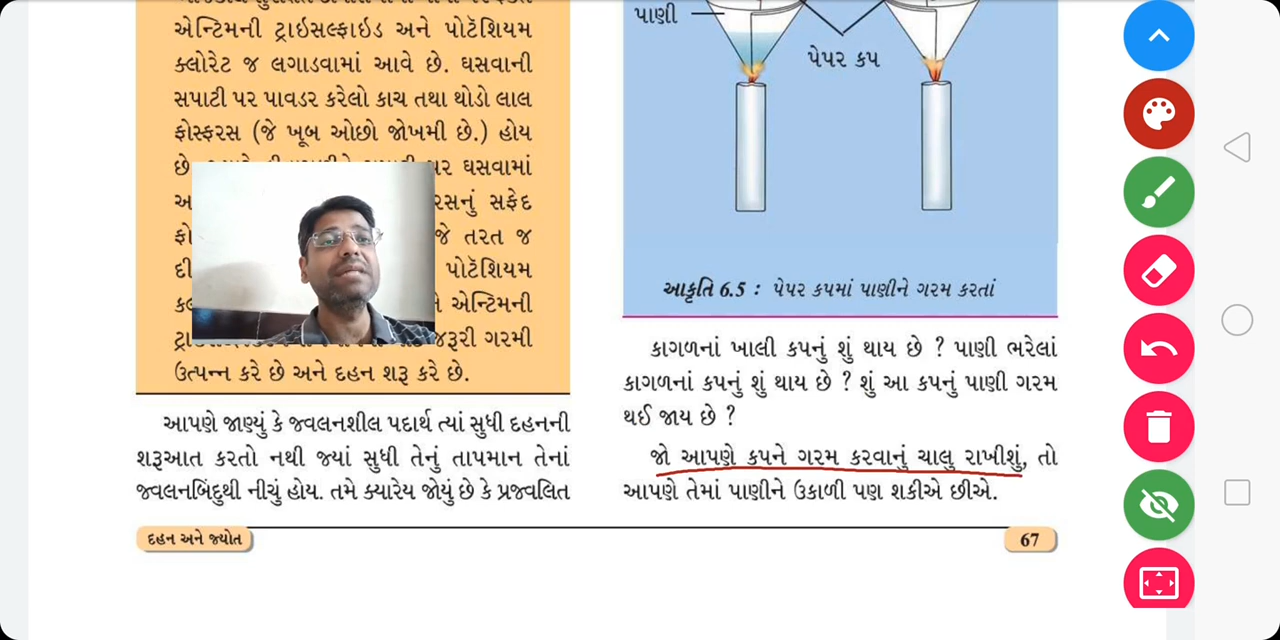 એન્ટિમની ટ્રાઇસલ્ફાઇડ અને પોટૅશિયમ
ક્લોરેટ જ લગાડવામાં આવે છે. ઘસવાની
સપાટી પર પાવડર કરેલો કાચ તથા થોડો લાલ
ફૉસ્ફરસ (જે ખૂબ ઓછો જોખમી છે.) હોય
છે ઘસવામાં
સફેદ
જે તરત જ
પોટૅશિયમ
એન્ટિમની
જરૂરી ગરમી
ઉત્પન્ન કરે છે અને દહન શરૂ કરે છે.
આપણે જાણ્યું કે જ્વલનશીલ પદાર્થ ત્યાં સુધી દહનની
શરૂઆત કરતો નથી જ્યાં સુધી તેનું તાપમાન તેનાં
જ્વલનબિંદુથી નીચું હોય. તમે ક્યારેય જોયું છે કે પ્રજ્વલિત
પાણી
પેપર કપ
આકૃતિ 6.5 : પેપર કપમાં પાણીને ગરમ કરતાં
કાગળનાં ખાલી કપનું શું થાય છે ? પાણી ભરેલાં
કાગળનાં કપનું શું થાય છે ? શું આ કપનું પાણી ગરમ
થઈ જાય છે ?
જો આપણે કપને ગરમ કરવાનું ચાલુ રાખીશું, તો
આપણે તેમાં પાણીને ઉકાળી પણ શકીએ છીએ.
દહન અને જ્યોત
67